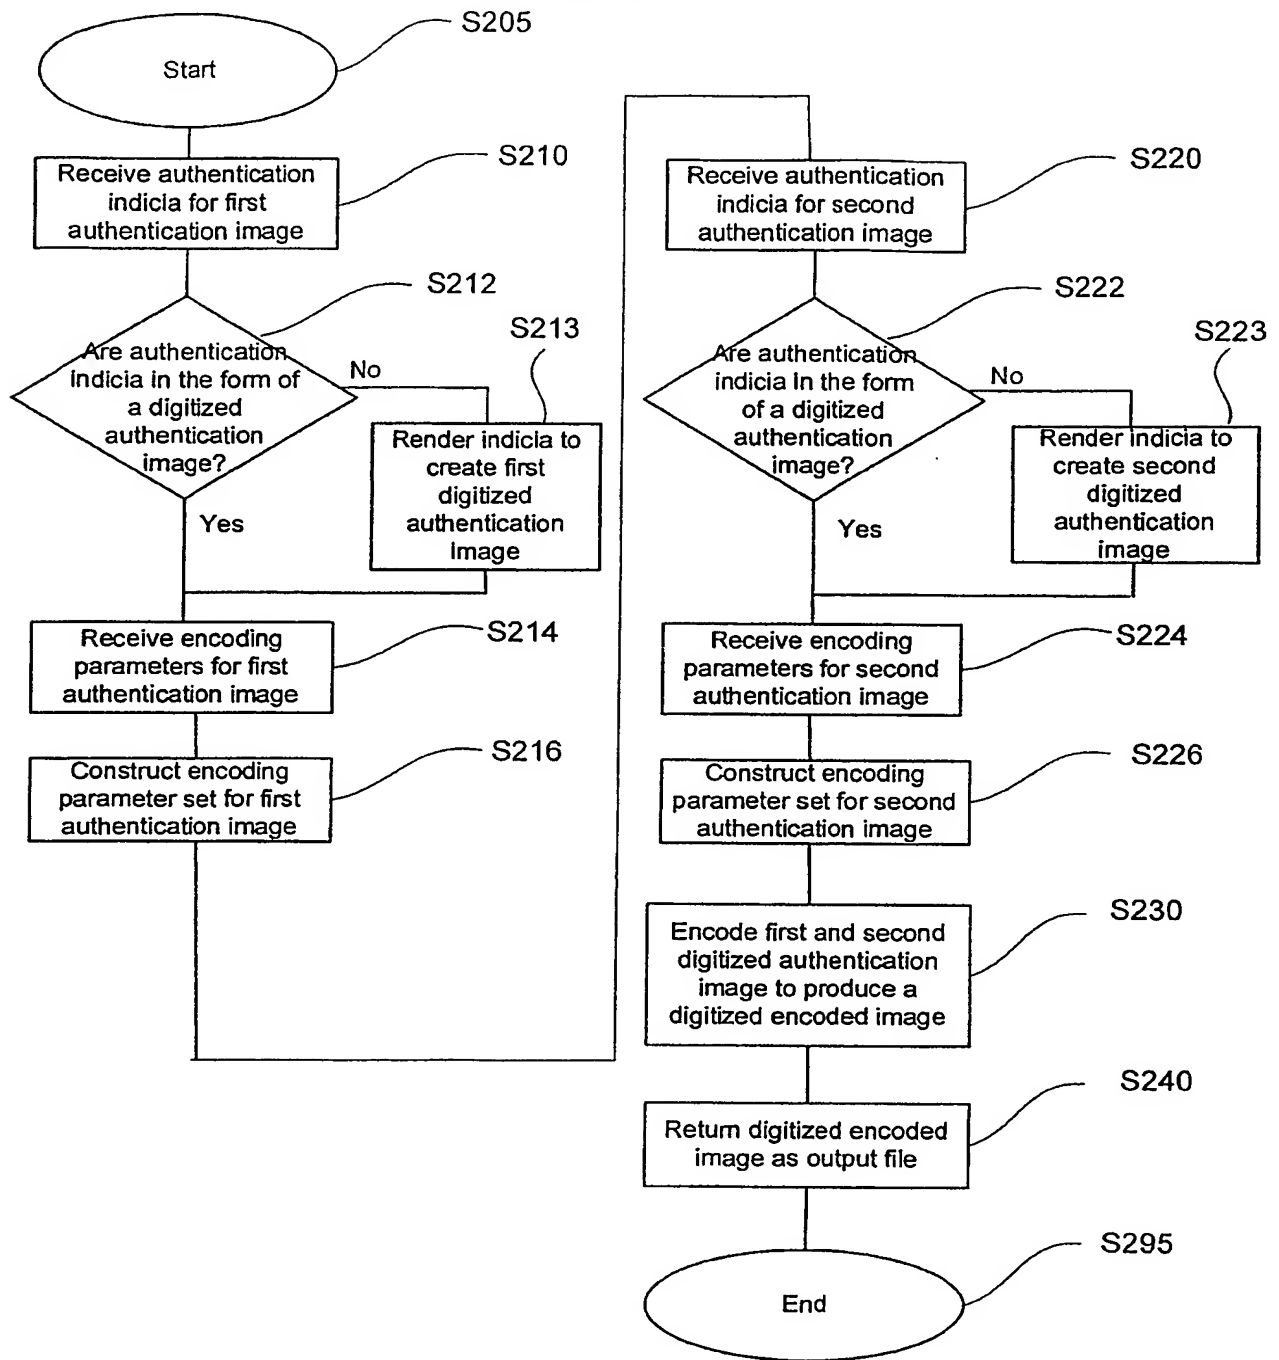 S205
Start
S210
Receive authentication
indicia for first
authentication image
S212
Are authentication
indicia in the form of
a digitized
authentication
image?
No
S213
Render indicia to
create first
digitized
authentication
Image
Yes
Receive encoding
parameters for first
authentication image
S214
Construct encoding
parameter set for first
authentication image
S216
S220
Receive authentication
indicia for second
authentication image
S222
Are authentication
indicia in the form
of a digitized
authentication
image?
No
S223
Render indicia to
create second
digitized
authentication
image
Yes
Receive encoding
parameters for second
authentication image
S224
Construct encoding
parameter set for second
authentication image
S226
S230
Encode first and second
digitized authentication
image to produce a
digitized encoded image
S240
Return digitized encoded
image as output file
S295
End